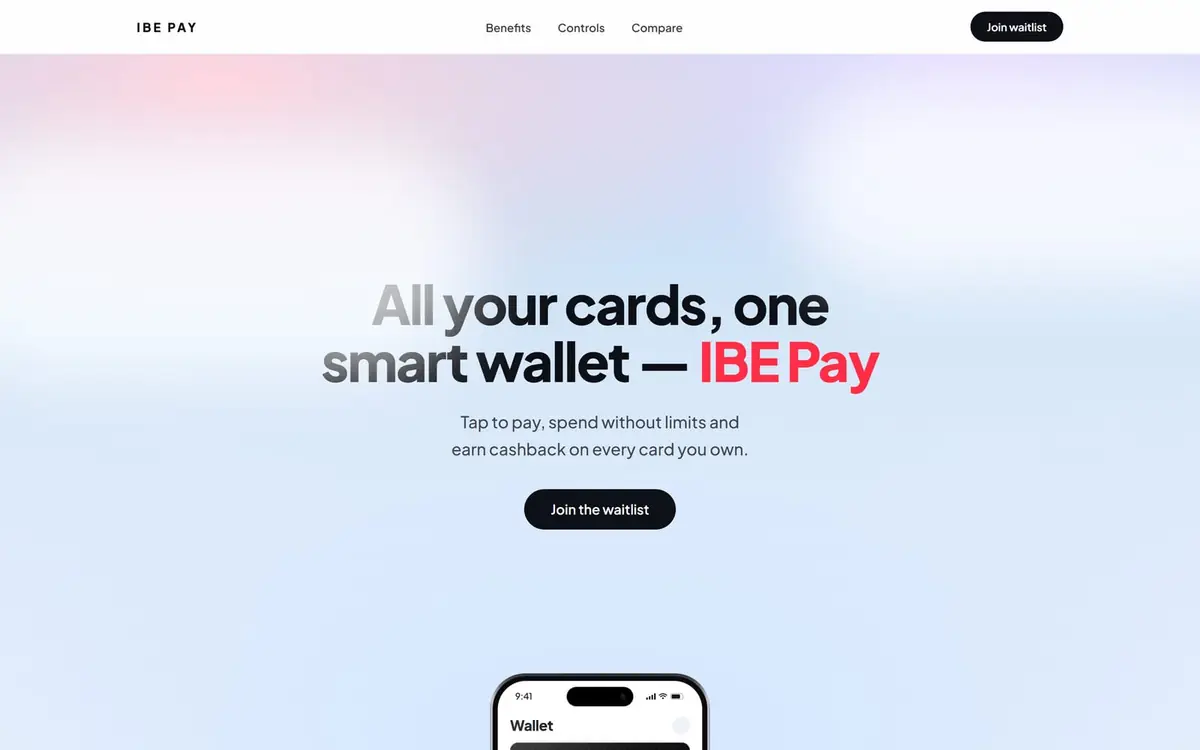 IBE PAY
Benefits
Controls
Compare
Join waitlist
All your cards, one
smart wallet — IBE Pay
Tap to pay, spend without limits and
earn cashback on every card you own.
Join the waitlist
9:41
Wallet